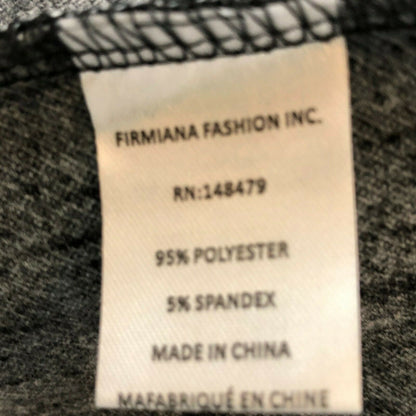 FIRMIANA FASHION INC.
RN:148479
95% POLYESTER
5% SPANDEX
MADE IN CHINA
MAFABRIQUÉ EN CHINE